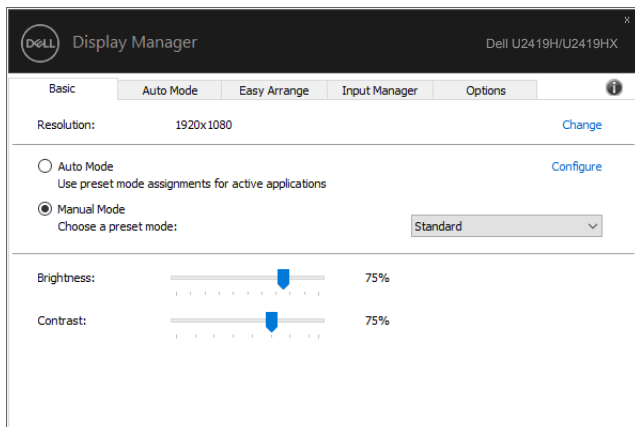 DELL Display Manager Dell U2419H/U2419HX x
Basic Auto Mode Easy Arrange Input Manager Options i
Resolution: 1920x1080 Change
Auto Mode Configure
Use preset mode assignments for active applications
Manual Mode
Choose a preset mode: Standard
Brightness: 75%
Contrast: 75%